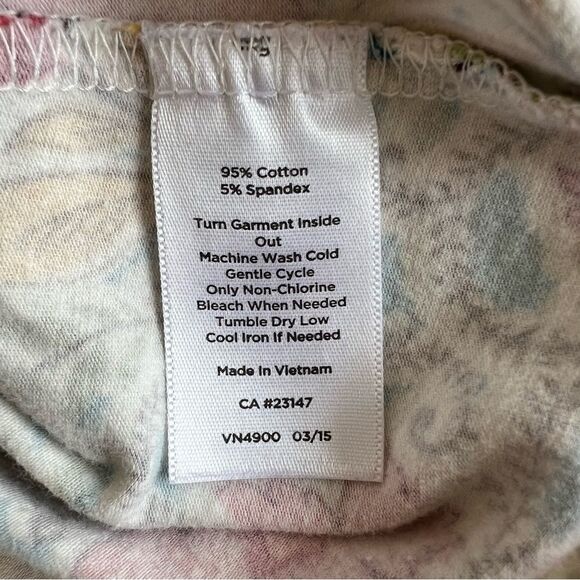 95% Cotton
5% Spandex
Turn Garment Inside
Out
Machine Wash Cold
Gentle Cycle
Only Non-Chlorine
Bleach When Needed
Tumble Dry Low
Cool Iron If Needed
Made In Vietnam
CA #23147
VN4900 03/15